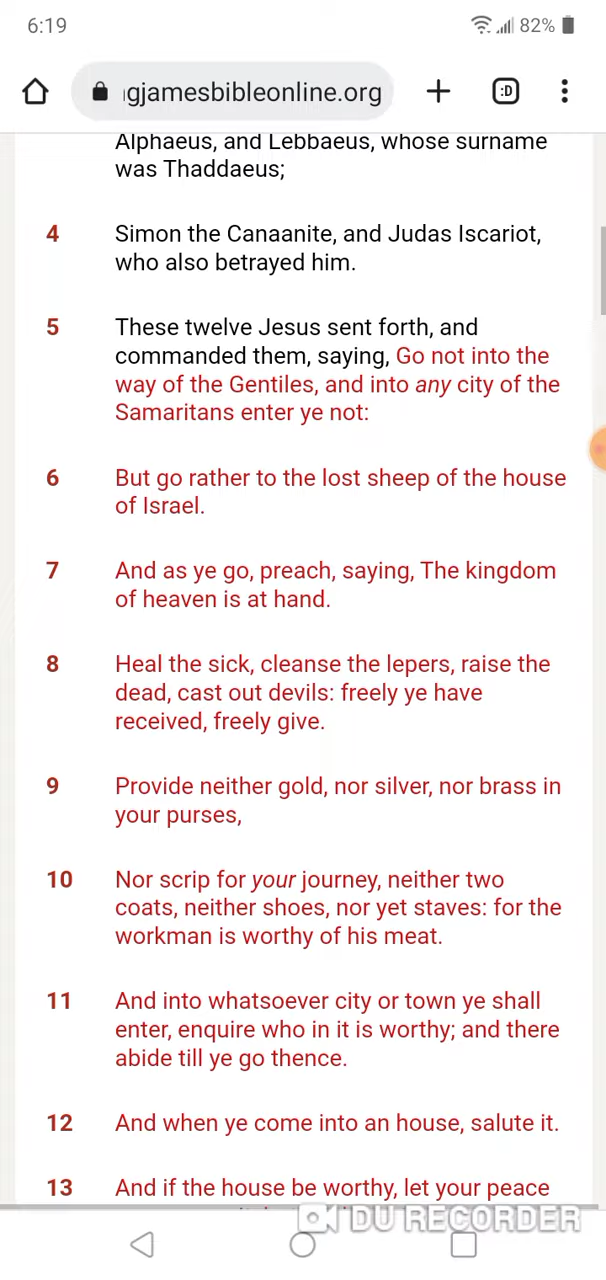 6:19
82%
gjamesbibleonline.org
:D
Alphaeus, and Lebbaeus, whose surname
was Thaddaeus;
4 Simon the Canaanite, and Judas Iscariot,
who also betrayed him.
5 These twelve Jesus sent forth, and
commanded them, saying, Go not into the
way of the Gentiles, and into any city of the
Samaritans enter ye not:
6 But go rather to the lost sheep of the house
of Israel.
7 And as ye go, preach, saying, The kingdom
of heaven is at hand.
8 Heal the sick, cleanse the lepers, raise the
dead, cast out devils: freely ye have
received, freely give.
9 Provide neither gold, nor silver, nor brass in
your purses,
10 Nor scrip for your journey, neither two
coats, neither shoes, nor yet staves: for the
workman is worthy of his meat.
11 And into whatsoever city or town ye shall
enter, enquire who in it is worthy; and there
abide till ye go thence.
12 And when ye come into an house, salute it.
13 And if the house be worthy, let your peace
DU RECORDER